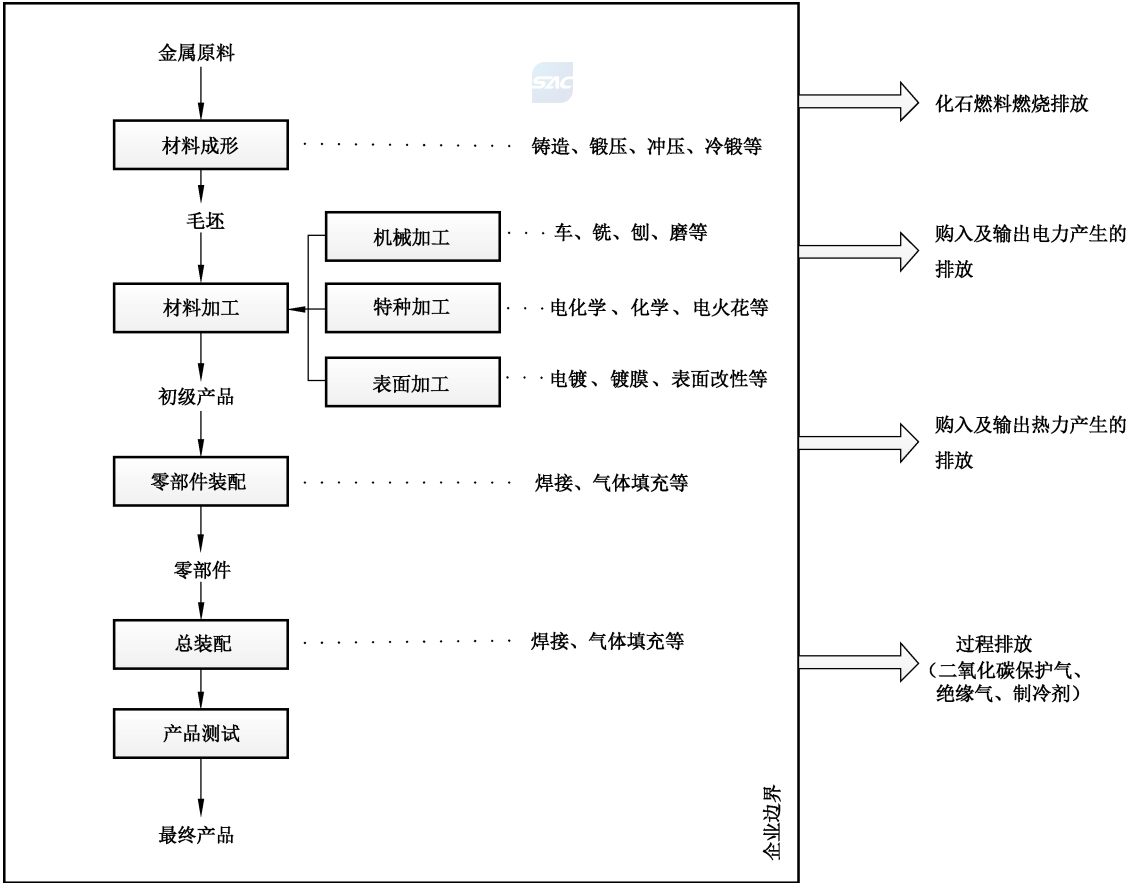 金属原料
材料成形
铸造、锻压、冲压、冷锻等
毛坯
机械加工
车、铣、刨、磨等
材料加工
特种加工
电化学、化学、电火花等
表面加工
电镀、镀膜、表面改性等
初级产品
零部件装配
焊接、气体填充等
零部件
总装配
焊接、气体填充等
产品测试
最终产品
企业边界
SAC
化石燃料燃烧排放
购入及输出电力产生的
排放
购入及输出热力产生的
排放
过程排放
（二氧化碳保护气、
绝缘气、制冷剂）